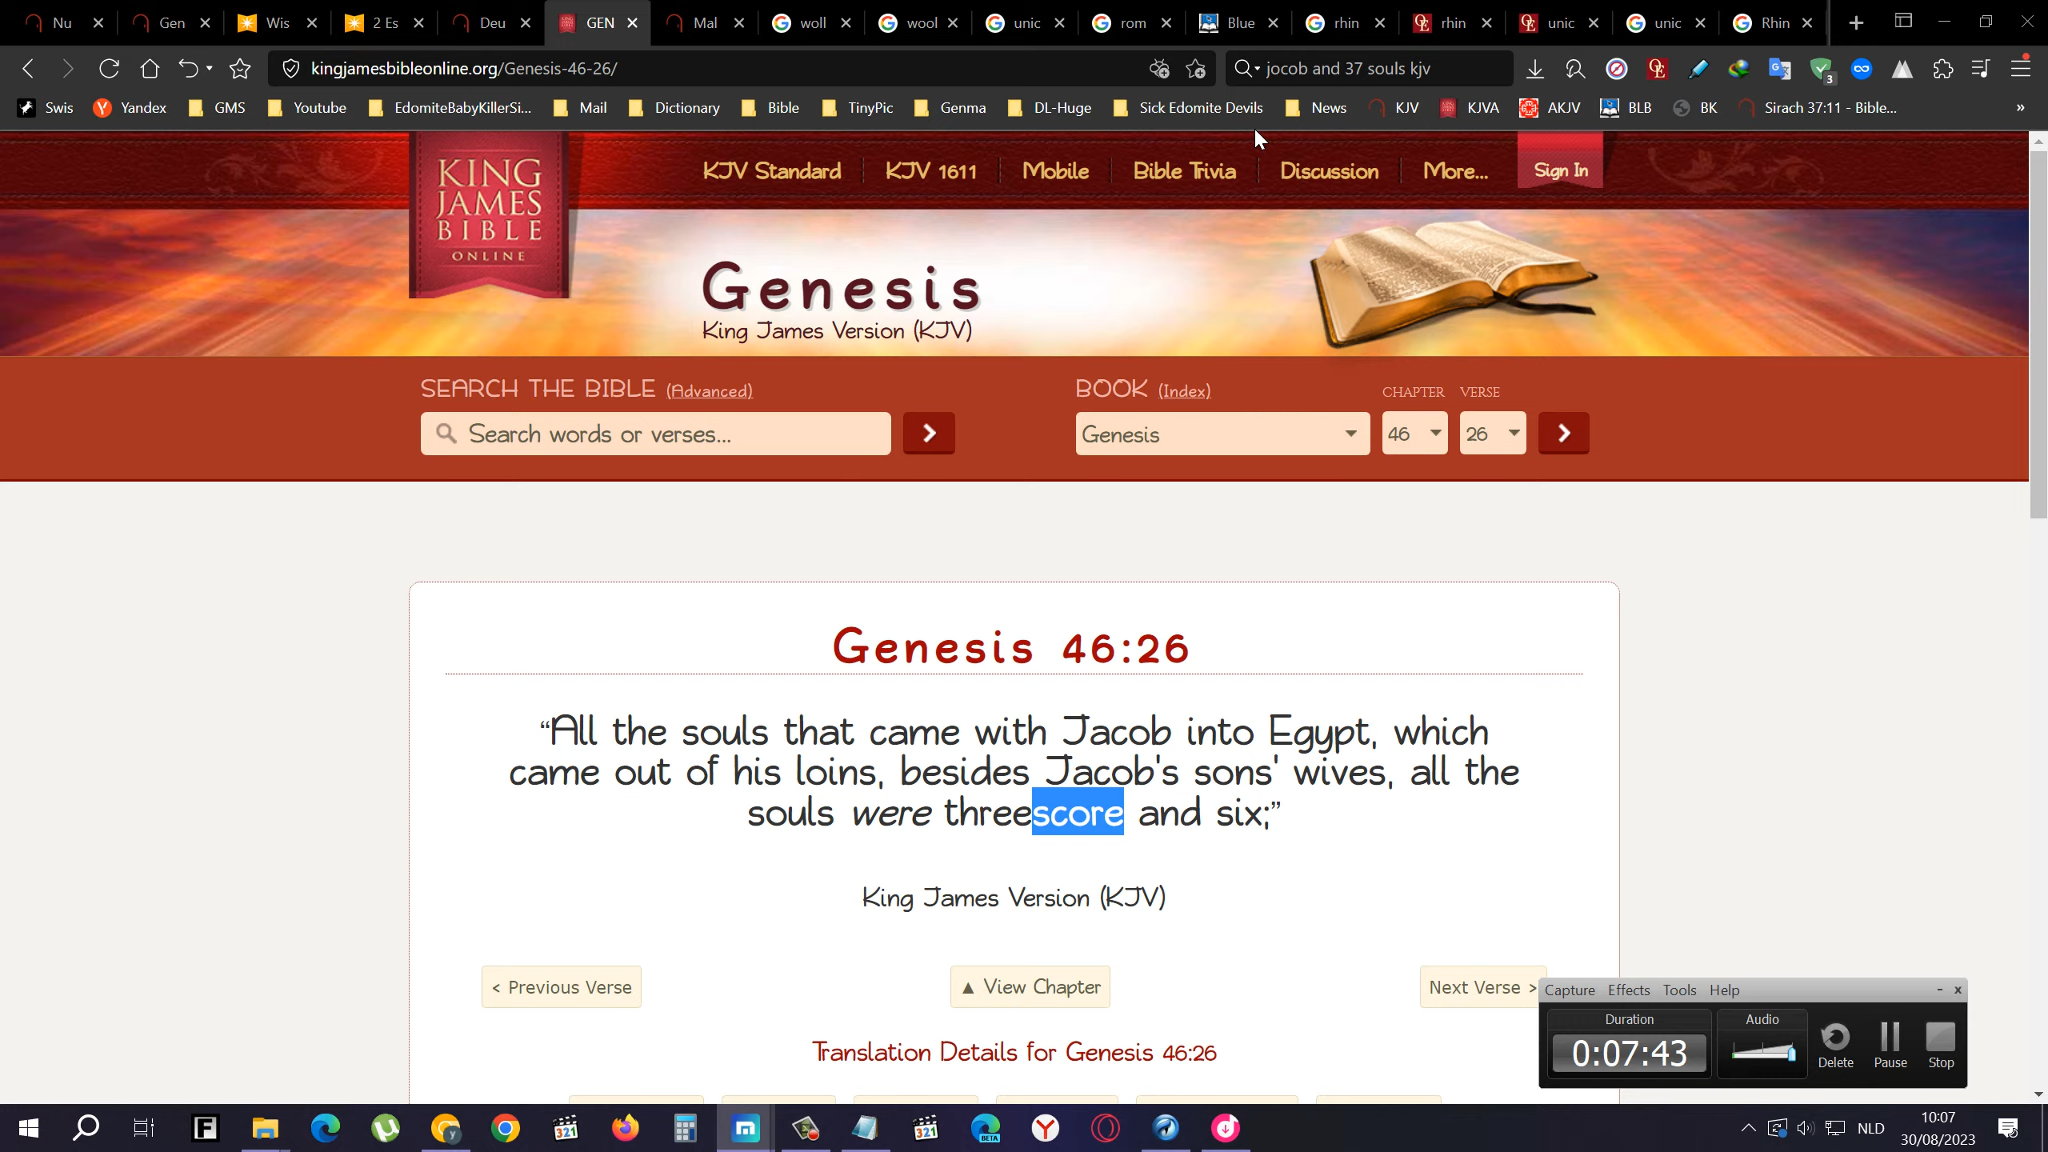 Nu
Gen
Wis
2 Es
Deu
GEN
Mal
woll
wool
unic
rom
Blue
rhin
rhin
unic
unic
Rhin
kingjamesbibleonline.org/Genesis-46-26/
jocob and 37 souls kjv
3
Swis
Yandex
GMS
Youtube
EdomiteBabyKillerSi...
Mail
Dictionary
Bible
TinyPic
Genma
DL-Huge
Sick Edomite Devils
News
KJV
KJVA
AKJV
BLB
BK
Sirach 37:11 - Bible...
»
KING
JAMES
BIBLE
ONLINE
KJV Standard
KJV 1611
Mobile
Bible Trivia
Discussion
More...
Sign In
Genesis
King James Version (KJV)
SEARCH THE BIBLE (Advanced)
Search words or verses...
BOOK (Index)
CHAPTER
VERSE
Genesis
46
26
Genesis 46:26
“All the souls that came with Jacob into Egypt, which
came out of his loins, besides Jacob's sons' wives, all the
souls were threescore and six;”
King James Version (KJV)
< Previous Verse
▲ View Chapter
Next Verse >
Translation Details for Genesis 46:26
Capture
Effects
Tools
Help
Duration
0:07:43
Audio
Delete
Pause
Stop
F
321
321
BETA
NLD
10:07
30/08/2023